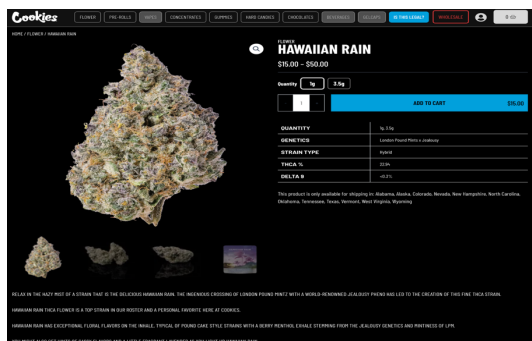 Cookies
FLOWER
PRE-ROLLS
VAPES
CONCENTRATES
GUMMIES
HARD CANDIES
CHOCOLATES
BEVERAGES
IS THIS LEGAL?
WHOLESALE
HOME / FLOWER / HAWAIIAN RAIN
FLOWER
HAWAIIAN RAIN
$15.00 – $50.00
Quantity 1g 3.5g
- 1 +
ADD TO CART $15.00
QUANTITY 1g, 3.5g
GENETICS London Pound Mints x Jealousy
STRAIN TYPE Hybrid
THCA % 32.94
DELTA 9 <0.3%
This product is only available for shipping in: Alabama, Alaska, Colorado, Nevada, New Hampshire, North Carolina,
Oklahoma, Tennessee, Texas, Vermont, West Virginia, Wyoming
RELAX IN THE HAZY MIST OF A STRAIN THAT IS THE DELICIOUS HAWAIIAN RAIN. THE INGENIOUS CROSSING OF LONDON POUND MINTZ WITH A WORLD-RENOWNED JEALOUSY PHENO HAS LED TO THE CREATION OF THIS FINE THCA STRAIN.
HAWAIIAN RAIN THCA FLOWER IS A TOP STRAIN IN OUR ROSTER AND A PERSONAL FAVORITE HERE AT COOKIES.
HAWAIIAN RAIN HAS EXCEPTIONAL FLORAL FLAVORS ON THE INHALE, TYPICAL OF POUND CAKE STYLE STRAINS WITH A BERRY MENTHOL EXHALE STEMMING FROM THE JEALOUSY GENETICS AND MINTINESS OF LPM.